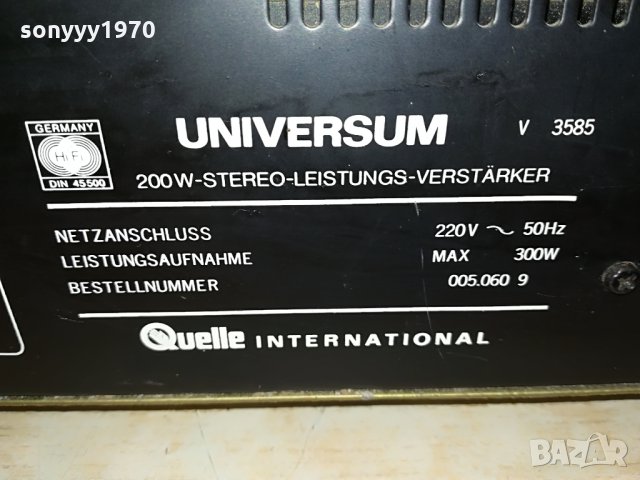 sonyyy1970
GERMANY
HiFi
DIN 45500
UNIVERSUM V 3585
200W-STEREO-LEISTUNGS-VERSTÄRKER
NETZANSCHLUSS 220V ~ 50Hz
LEISTUNGSAUFNAHME MAX 300W
BESTELLNUMMER 005.060 9
Quelle INTERNATIONAL
BAZAR